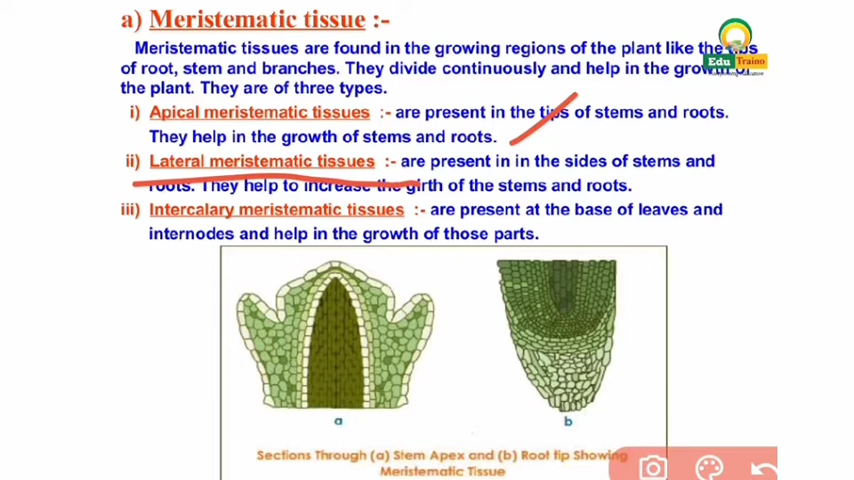 a) Meristematic tissue :-
Meristematic tissues are found in the growing regions of the plant like the tips
of root, stem and branches. They divide continuously and help in the growth of
the plant. They are of three types.
i) Apical meristematic tissues :- are present in the tips of stems and roots.
They help in the growth of stems and roots.
ii) Lateral meristematic tissues :- are present in in the sides of stems and
roots. They help to increase the girth of the stems and roots.
iii) Intercalary meristematic tissues :- are present at the base of leaves and
internodes and help in the growth of those parts.
Edu Traino
a
b
Sections Through (a) Stem Apex and (b) Root tip Showing
Meristematic Tissue